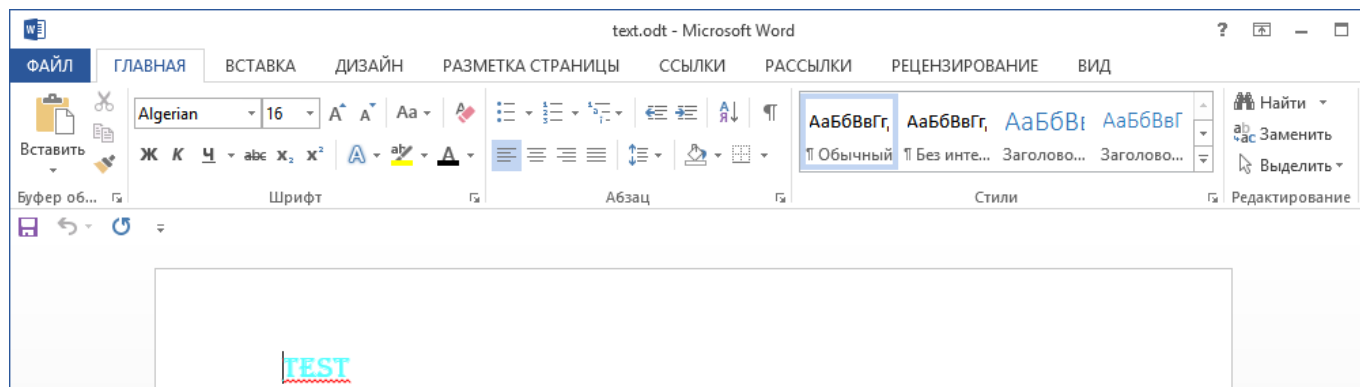 text.odt - Microsoft Word
ФАЙЛ ГЛАВНАЯ ВСТАВКА ДИЗАЙН РАЗМЕТКА СТРАНИЦЫ ССЫЛКИ РАССЫЛКИ РЕЦЕНЗИРОВАНИЕ ВИД
Вставить
Буфер об...
Algerian 16 Aa
Ж К Ч abc x₂ x² A aby A
Шрифт
Абзац
АаБбВвГг, АаБбВвГг, АаБбВв АаБбВвГ
¶ Обычный ¶ Без инте... Заголово... Заголово...
Стили
Найти
Заменить
Выделить
Редактирование
TEST